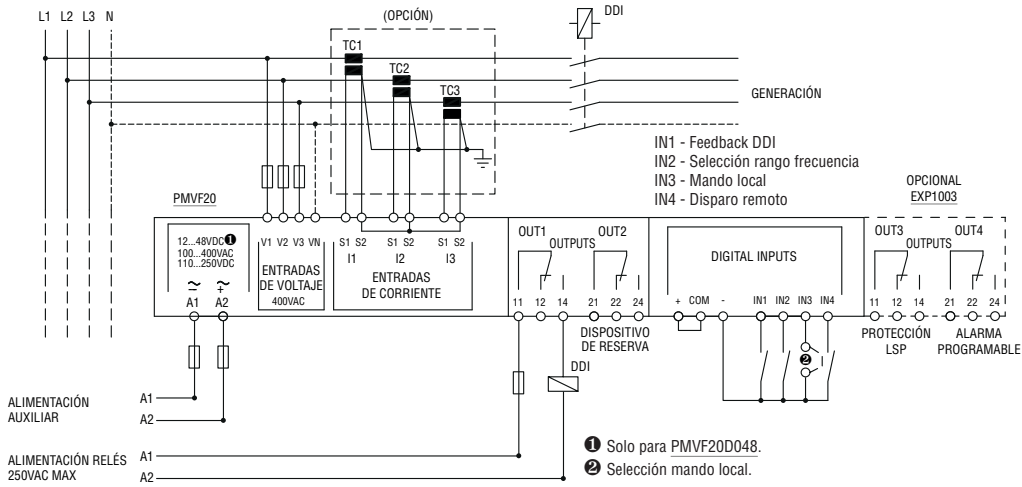 L1 L2 L3 N
(OPCIÓN)
DDI
TC1
TC2
TC3
GENERACIÓN
IN1 - Feedback DDI
IN2 - Selección rango frecuencia
IN3 - Mando local
IN4 - Disparo remoto
OPCIONAL
EXP1003
PMVF20
12...48VDC❶
100...400VAC
110...250VDC
~ ~
− +
A1 A2
V1 V2 V3 VN
ENTRADAS
DE VOLTAJE
400VAC
S1 S2 S1 S2 S1 S2
I1 I2 I3
ENTRADAS
DE CORRIENTE
OUT1 OUT2
OUTPUTS
11 12 14 21 22 24
DISPOSITIVO
DE RESERVA
DIGITAL INPUTS
+ COM - IN1 IN2 IN3 IN4
❷
OUT3 OUT4
OUTPUTS
11 12 14 21 22 24
PROTECCIÓN
LSP
ALARMA
PROGRAMABLE
DDI
ALIMENTACIÓN
AUXILIAR
A1
A2
ALIMENTACIÓN RELÉS
250VAC MAX
A1
A2
❶ Solo para PMVF20D048.
❷ Selección mando local.